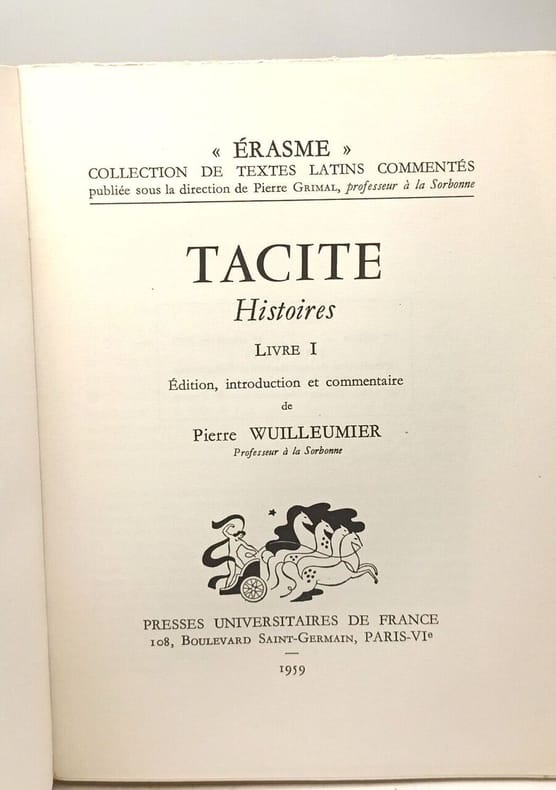 « ÉRASME »
COLLECTION DE TEXTES LATINS COMMENTÉS
publiée sous la direction de Pierre GRIMAL, professeur à la Sorbonne
TACITE
Histoires
LIVRE I
Édition, introduction et commentaire
de
Pierre WUILLEUMIER
Professeur à la Sorbonne
PRESSES UNIVERSITAIRES DE FRANCE
108, BOULEVARD SAINT-GERMAIN, PARIS-VIe
1959